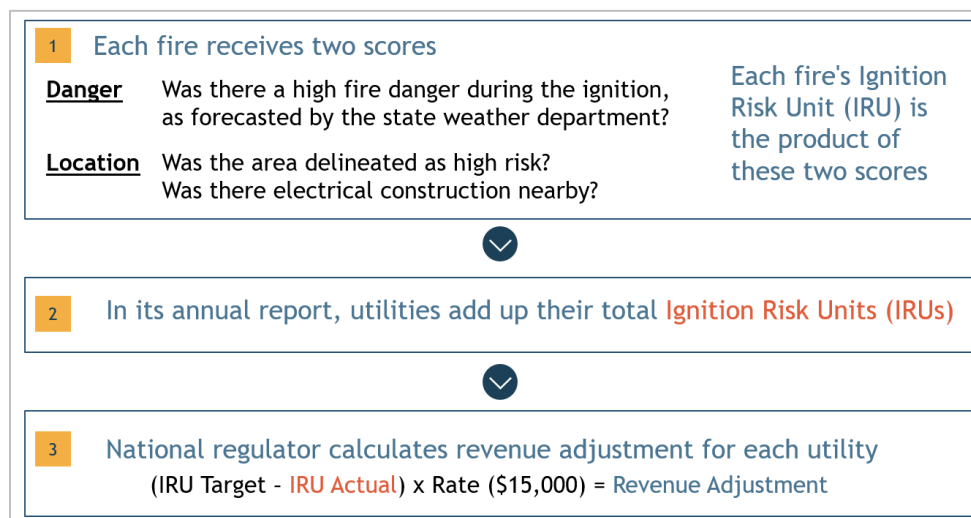 1 Each fire receives two scores
Danger Was there a high fire danger during the ignition,
as forecasted by the state weather department?
Location Was the area delineated as high risk?
Was there electrical construction nearby?
Each fire's Ignition
Risk Unit (IRU) is
the product of
these two scores
2 In its annual report, utilities add up their total Ignition Risk Units (IRUs)
3 National regulator calculates revenue adjustment for each utility
(IRU Target - IRU Actual) x Rate ($15,000) = Revenue Adjustment